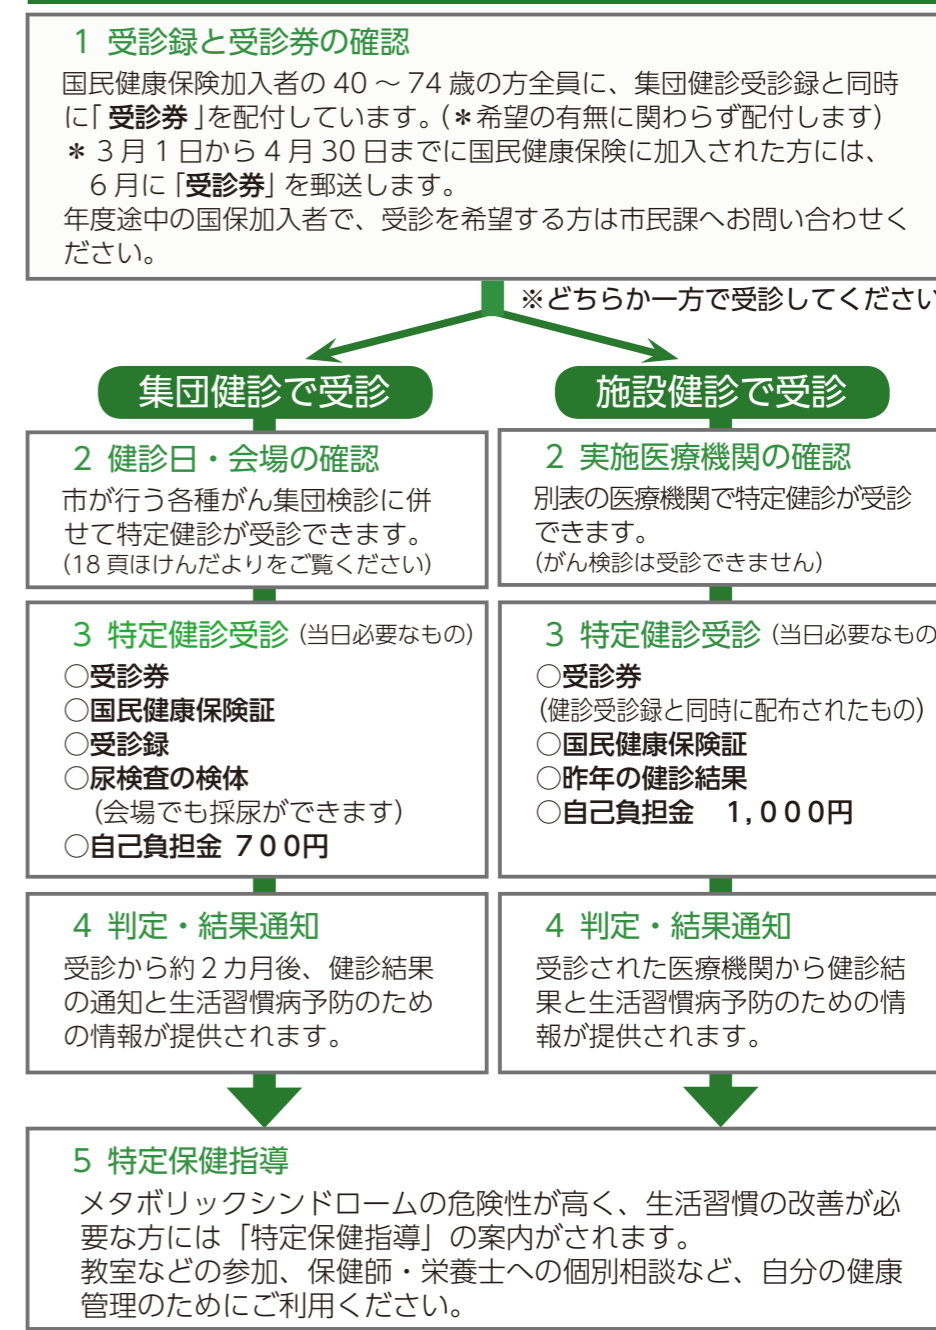 1 受診録と受診券の確認
国民健康保険加入者の 40 ～ 74 歳の方全員に、集団健診受診録と同時
に「 受診券 」を配付しています。（＊希望の有無に関わらず配付します）
＊ 3 月 1 日から 4 月 30 日までに国民健康保険に加入された方には、
6 月に「受診券」を郵送します。
年度途中の国保加入者で、受診を希望する方は市民課へお問い合わせく
ださい。
※どちらか一方で受診してください
集団健診で受診
2 健診日・会場の確認
市が行う各種がん集団検診に併
せて特定健診が受診できます。
（18 頁ほけんだよりをご覧ください）
3 特定健診受診（当日必要なもの）
○受診券
○国民健康保険証
○受診録
○尿検査の検体
（会場でも採尿ができます）
○自己負担金 ７００円
4 判定・結果通知
受診から約２カ月後、健診結果
の通知と生活習慣病予防のため
の情報が提供されます。
施設健診で受診
2 実施医療機関の確認
別表の医療機関で特定健診が受診
できます。
（がん検診は受診できません）
3 特定健診受診（当日必要なもの
○受診券
（健診受診録と同時に配布されたもの）
○国民健康保険証
○昨年の健診結果
○自己負担金　１,０００円
4 判定・結果通知
受診された医療機関から健診結
果と生活習慣病予防のための情
報が提供されます。
5 特定保健指導
メタボリックシンドロームの危険性が高く、生活習慣の改善が必
要な方には「特定保健指導」の案内がされます。
教室などの参加、保健師・栄養士への個別相談など、自分の健康
管理のためにご利用ください。